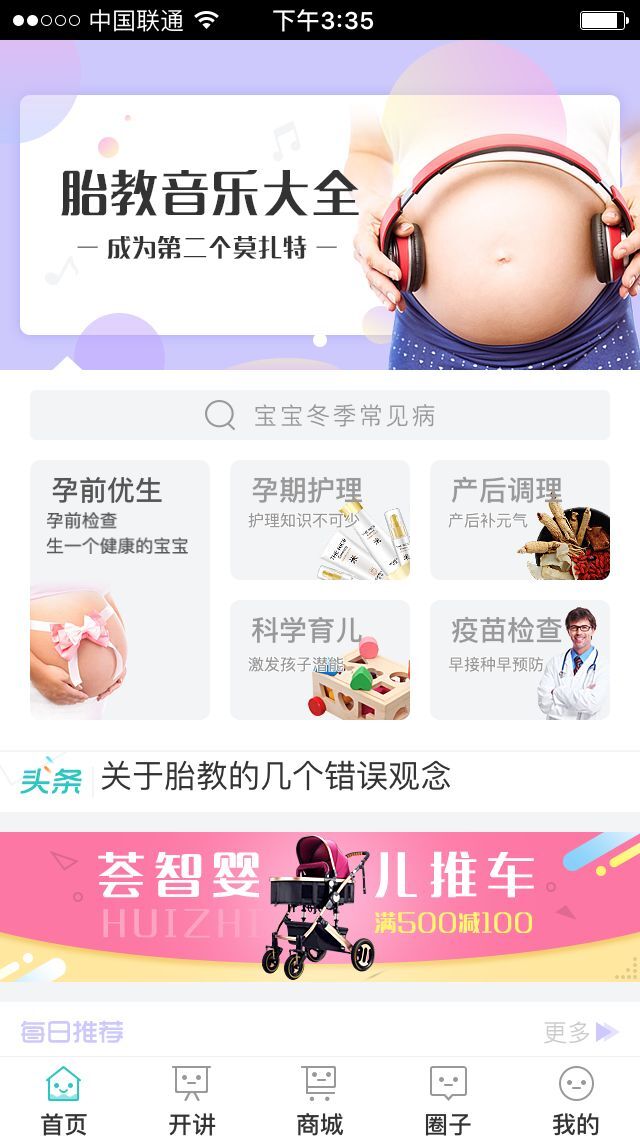 中国联通
下午3:35
胎教音乐大全
— 成为第二个莫扎特 —
宝宝冬季常见病
孕前优生
孕前检查
生一个健康的宝宝
孕期护理
护理知识不可少
产后调理
产后补元气
科学育儿
激发孩子潜能
疫苗检查
早接种早预防
头条
关于胎教的几个错误观念
荟智婴儿推车
HUIZHI
满500减100
每日推荐
更多
首页
开讲
商城
圈子
我的